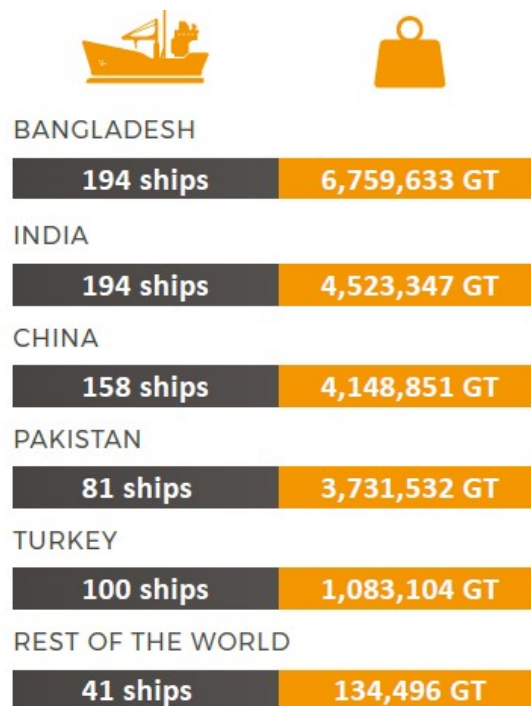 BANGLADESH
194 ships 6,759,633 GT
INDIA
194 ships 4,523,347 GT
CHINA
158 ships 4,148,851 GT
PAKISTAN
81 ships 3,731,532 GT
TURKEY
100 ships 1,083,104 GT
REST OF THE WORLD
41 ships 134,496 GT